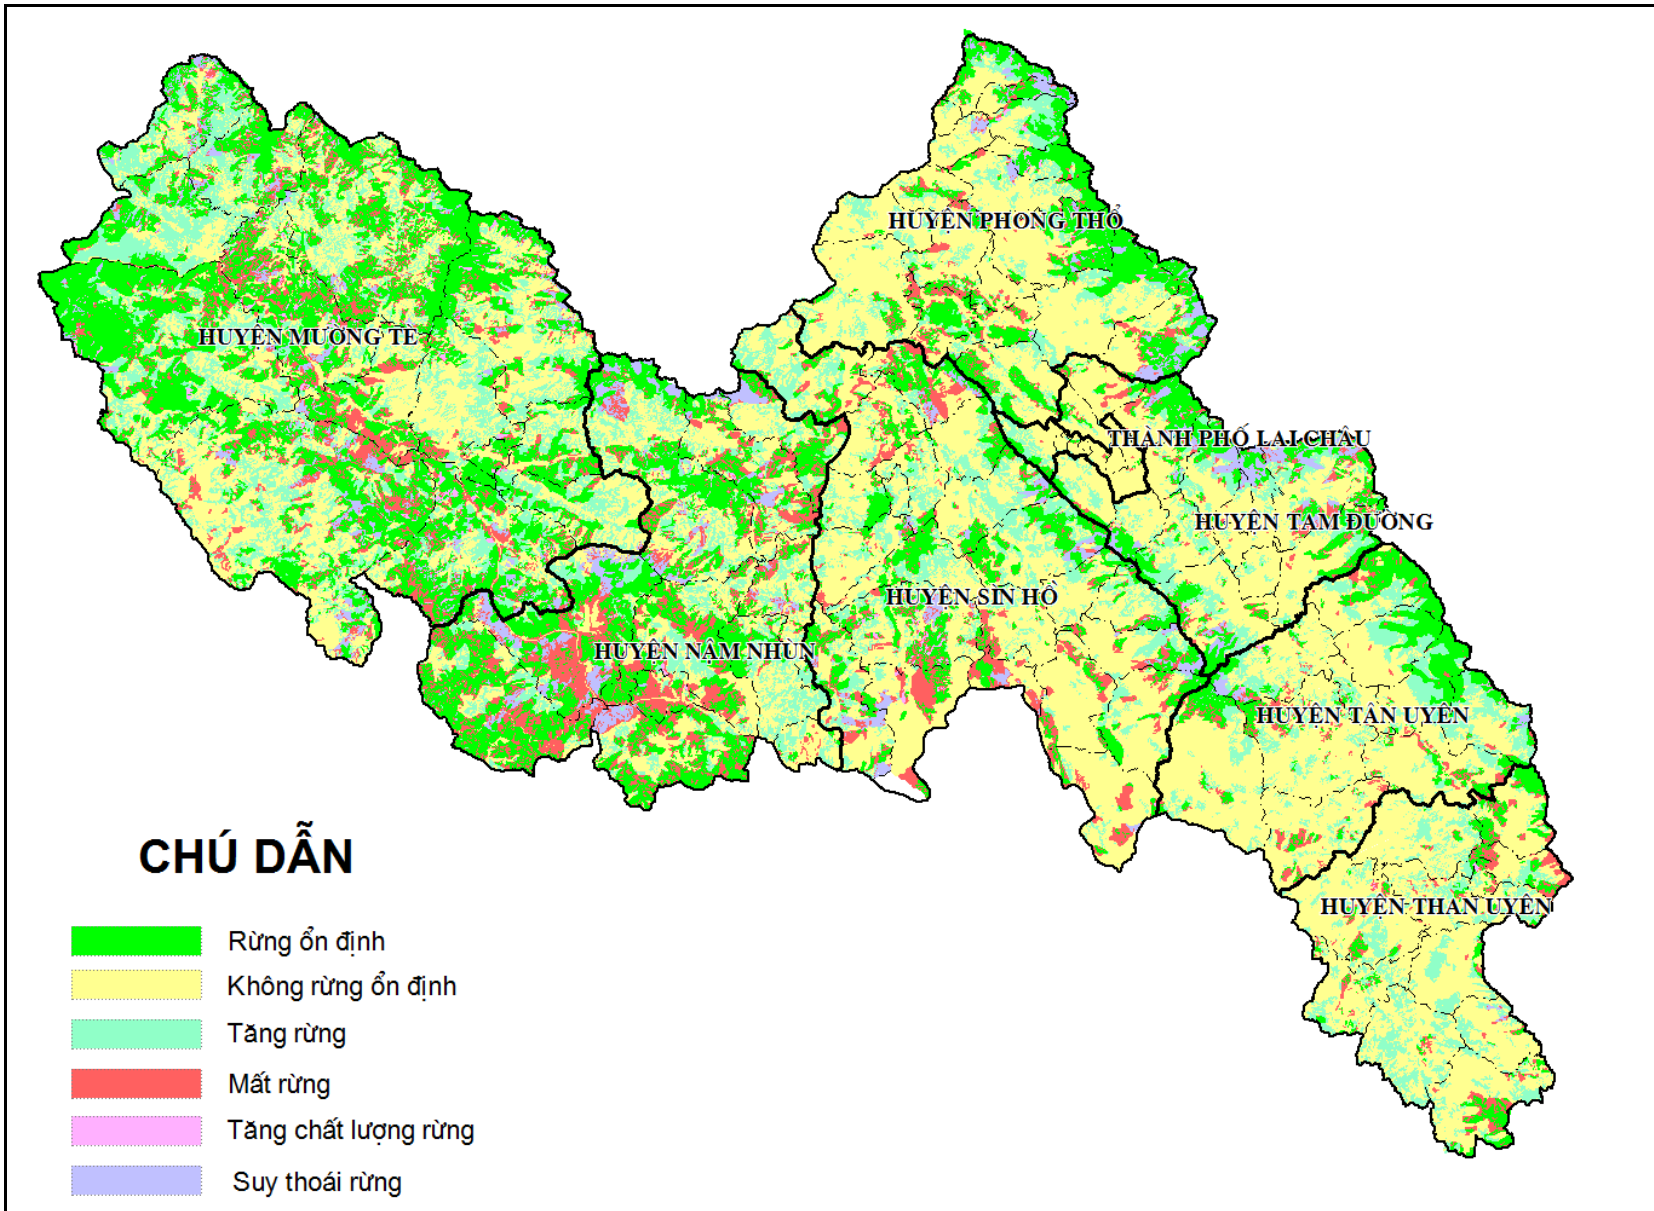 HUYỆN PHONG THỔ
HUYỆN MƯỜNG TÈ
THÀNH PHỐ LAI CHÂU
HUYỆN TAM ĐƯỜNG
HUYỆN SÌN HỒ
HUYỆN NẬM NHÙN
HUYỆN TÂN UYÊN
HUYỆN THAN UYÊN
CHÚ DẪN
Rừng ổn định
Không rừng ổn định
Tăng rừng
Mất rừng
Tăng chất lượng rừng
Suy thoái rừng